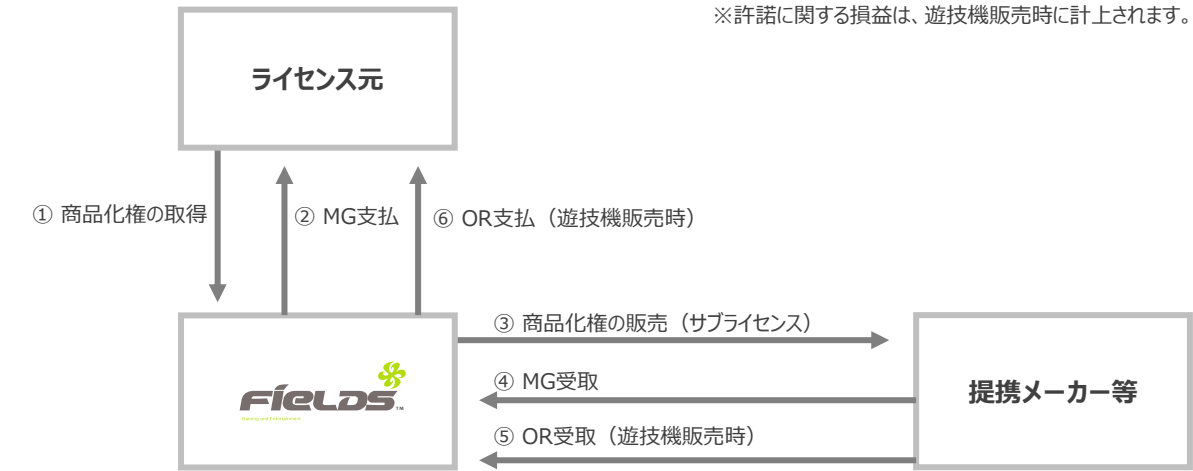 ※許諾に関する損益は、遊技機販売時に計上されます。
ライセンス元
① 商品化権の取得
② MG支払
⑥ OR支払（遊技機販売時）
③ 商品化権の販売（サブライセンス）
FIELDS
TM
Gaming and Entertainment
④ MG受取
提携メーカー等
⑤ OR受取（遊技機販売時）